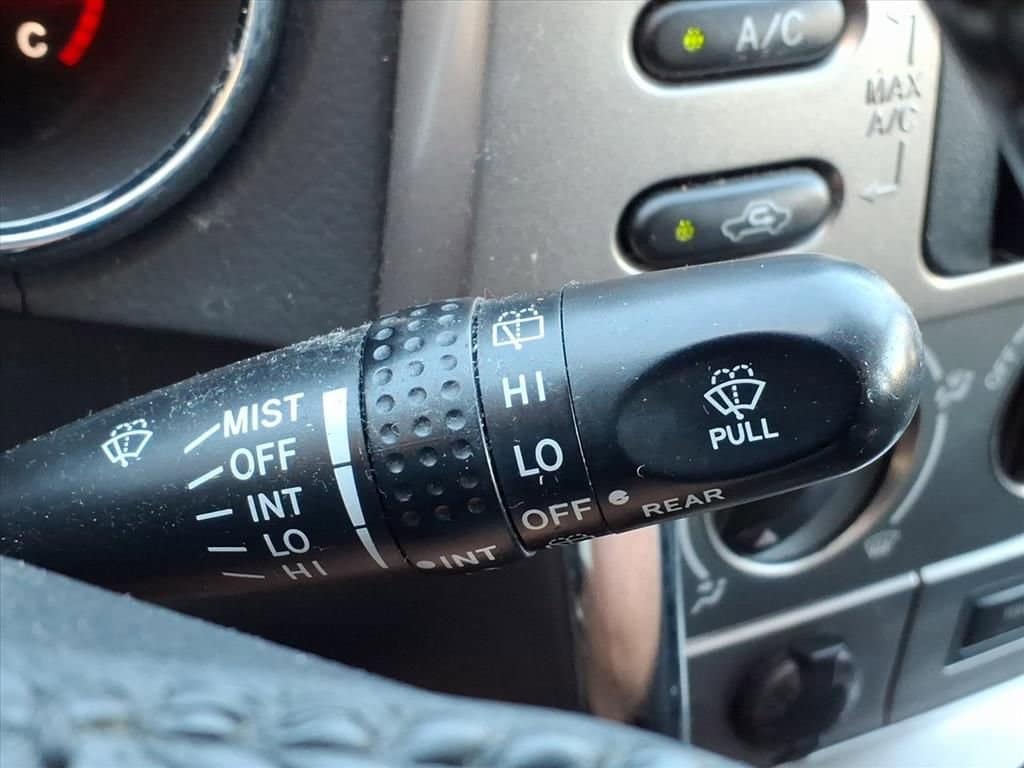 C
A/C
MAX
A/C
MIST
OFF
INT
LO
HI
INT
HI
LO
OFF
REAR
PULL